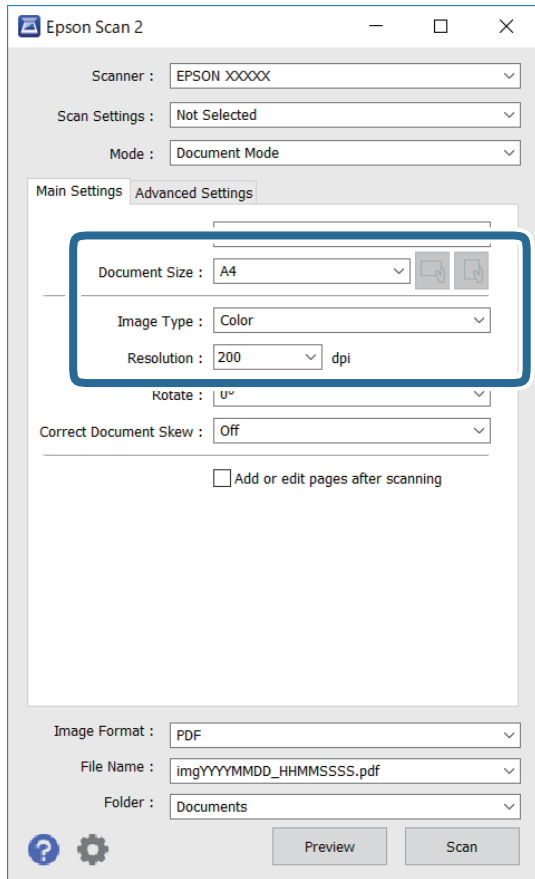 Epson Scan 2
Scanner : EPSON XXXXX
Scan Settings : Not Selected
Mode : Document Mode
Main Settings Advanced Settings
Document Size : A4
Image Type : Color
Resolution : 200 dpi
Rotate : 0°
Correct Document Skew : Off
Add or edit pages after scanning
Image Format : PDF
File Name : imgYYYYMMDD_HHMMSSSS.pdf
Folder : Documents
Preview Scan